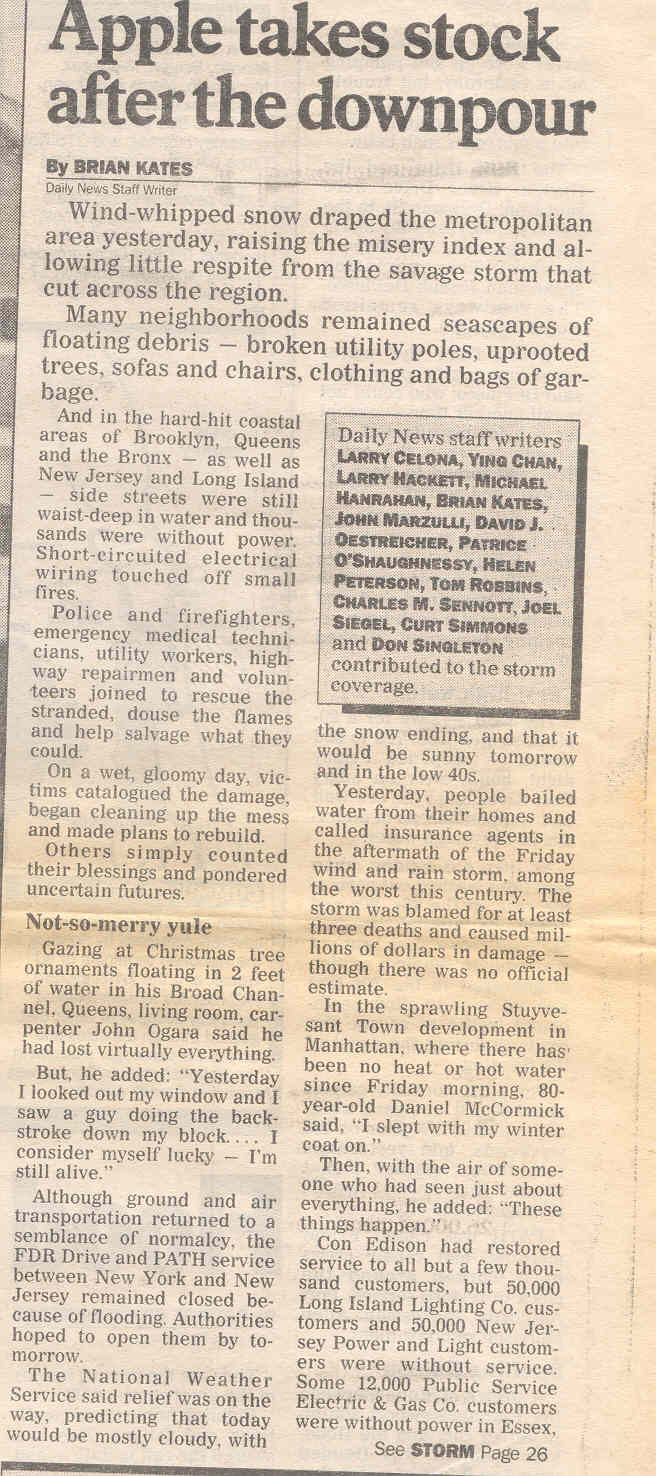 Apple takes stock
after the downpour
By BRIAN KATES
Daily News Staff Writer
Wind-whipped snow draped the metropolitan
area yesterday, raising the misery index and al-
lowing little respite from the savage storm that
cut across the region.
Many neighborhoods remained seascapes of
floating debris — broken utility poles, uprooted
trees, sofas and chairs, clothing and bags of gar-
bage.
And in the hard-hit coastal
areas of Brooklyn, Queens
and the Bronx — as well as
New Jersey and Long Island
— side streets were still
waist-deep in water and thou-
sands were without power.
Short-circuited electrical
wiring touched off small
fires.
Police and firefighters,
emergency medical techni-
cians, utility workers, high-
way repairmen and volun-
teers joined to rescue the
stranded, douse the flames
and help salvage what they
could.
On a wet, gloomy day, vic-
tims catalogued the damage,
began cleaning up the mess
and made plans to rebuild.
Others simply counted
their blessings and pondered
uncertain futures.
Not-so-merry yule
Gazing at Christmas tree
ornaments floating in 2 feet
of water in his Broad Chan-
nel, Queens, living room, car-
penter John Ogara said he
had lost virtually everything.
But, he added: “Yesterday
I looked out my window and I
saw a guy doing the back-
stroke down my block.... I
consider myself lucky — I'm
still alive.”
Although ground and air
transportation returned to a
semblance of normalcy, the
FDR Drive and PATH service
between New York and New
Jersey remained closed be-
cause of flooding. Authorities
hoped to open them by to-
morrow.
The National Weather
Service said relief was on the
way, predicting that today
would be mostly cloudy, with
Daily News staff writers
LARRY CELONA, YING CHAN,
LARRY HACKETT, MICHAEL
HANRAHAN, BRIAN KATES,
JOHN MARZULLI, DAVID J.
OESTREICHER, PATRICE
O'SHAUGHNESSY, HELEN
PETERSON, TOM ROBBINS,
CHARLES M. SENNOTT, JOEL
SIEGEL, CURT SIMMONS
and DON SINGLETON
contributed to the storm
coverage.
the snow ending, and that it
would be sunny tomorrow
and in the low 40s.
Yesterday, people bailed
water from their homes and
called insurance agents in
the aftermath of the Friday
wind and rain storm, among
the worst this century. The
storm was blamed for at least
three deaths and caused mil-
lions of dollars in damage —
though there was no official
estimate.
In the sprawling Stuyve-
sant Town development in
Manhattan, where there has
been no heat or hot water
since Friday morning, 80-
year-old Daniel McCormick
said, “I slept with my winter
coat on.”
Then, with the air of some-
one who had seen just about
everything, he added: “These
things happen.”
Con Edison had restored
service to all but a few thou-
sand customers, but 50,000
Long Island Lighting Co. cus-
tomers and 50,000 New Jer-
sey Power and Light custom-
ers were without service.
Some 12,000 Public Service
Electric & Gas Co. customers
were without power in Essex,
See STORM Page 26